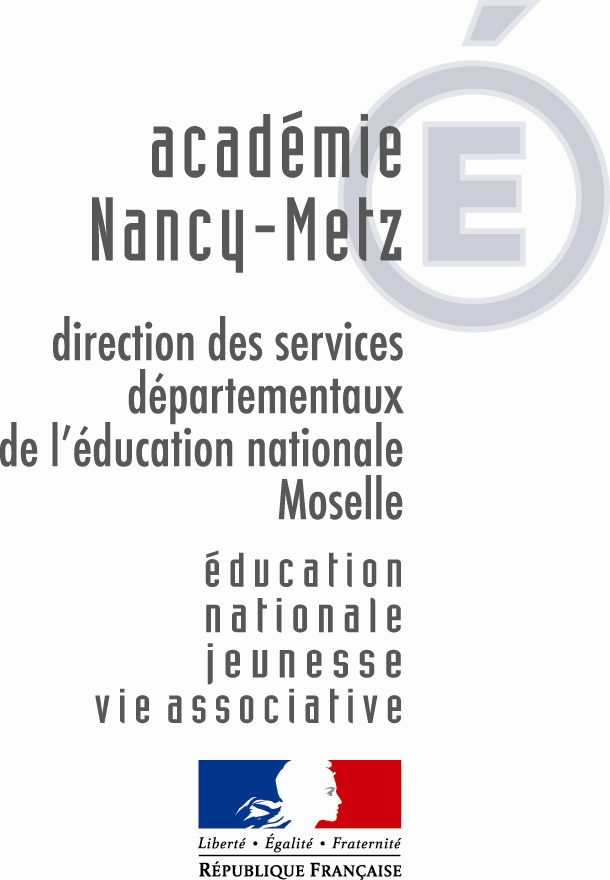 É
académie
Nancy-Metz
direction des services
départementaux
de l'éducation nationale
Moselle
éducation
nationale
jeunesse
vie associative
Liberté • Égalité • Fraternité
RÉPUBLIQUE FRANÇAISE